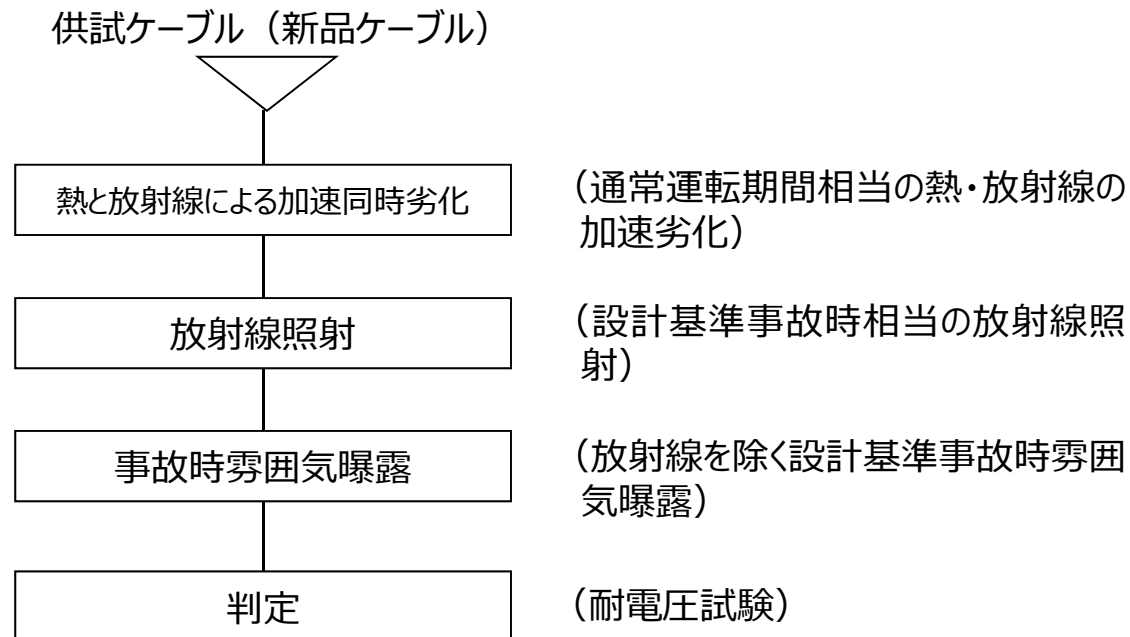 供試ケーブル（新品ケーブル）
熱と放射線による加速同時劣化
（通常運転期間相当の熱・放射線の
加速劣化）
放射線照射
（設計基準事故時相当の放射線照
射）
事故時雰囲気曝露
（放射線を除く設計基準事故時雰囲
気曝露）
判定
（耐電圧試験）